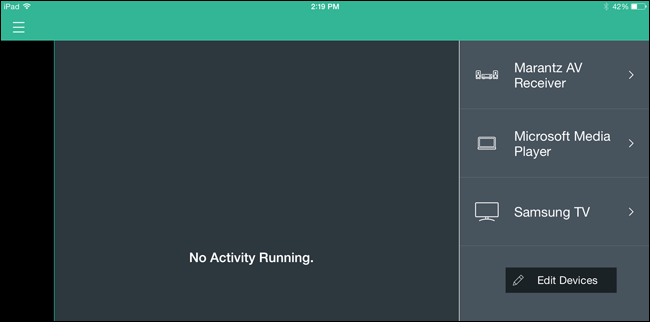 iPad 2:19 PM 42%
Marantz AV
Receiver
Microsoft Media
Player
Samsung TV
No Activity Running.
Edit Devices